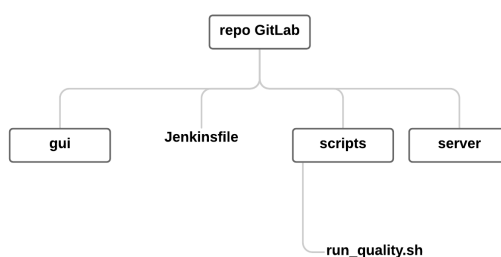 repo GitLab
gui
Jenkinsfile
scripts
server
run_quality.sh